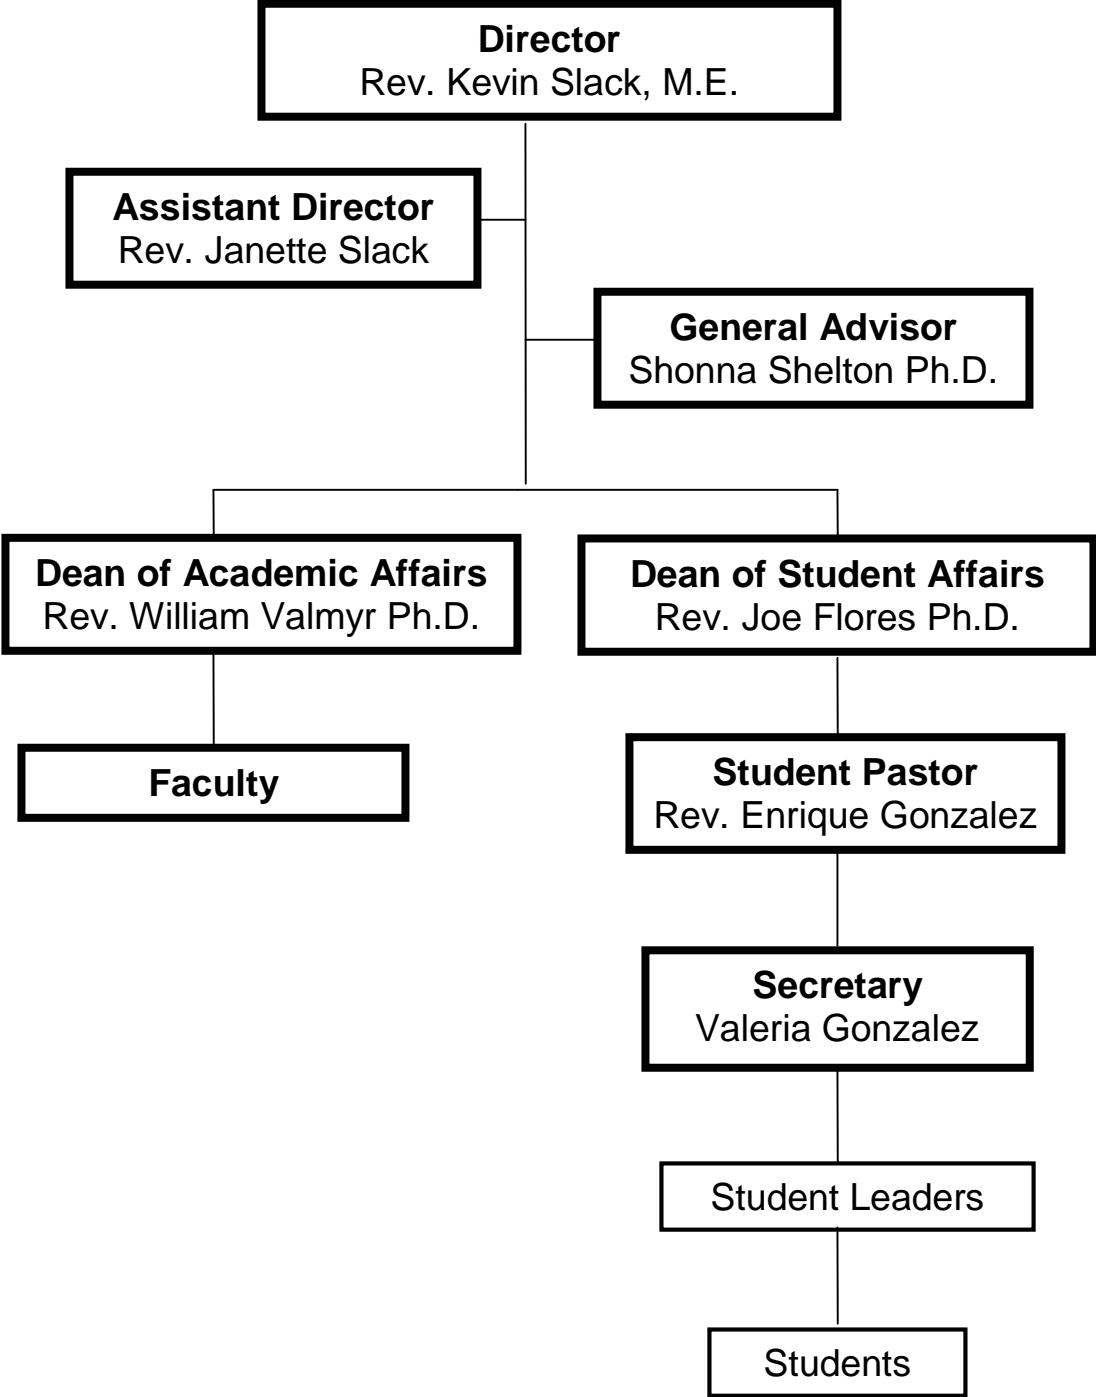 Director
Rev. Kevin Slack, M.E.
Assistant Director
Rev. Janette Slack
General Advisor
Shonna Shelton Ph.D.
Dean of Academic Affairs
Rev. William Valmyr Ph.D.
Dean of Student Affairs
Rev. Joe Flores Ph.D.
Faculty
Student Pastor
Rev. Enrique Gonzalez
Secretary
Valeria Gonzalez
Student Leaders
Students